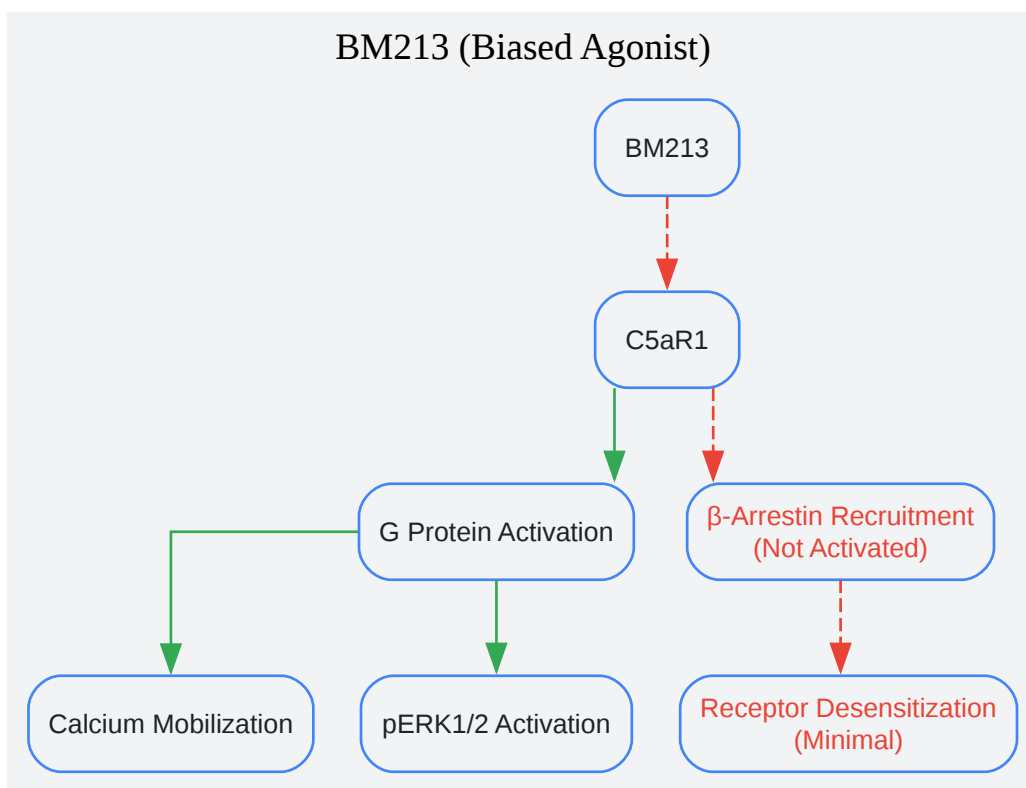 BM213 (Biased Agonist)
BM213
C5aR1
G Protein Activation
β-Arrestin Recruitment
(Not Activated)
Calcium Mobilization
pERK1/2 Activation
Receptor Desensitization
(Minimal)